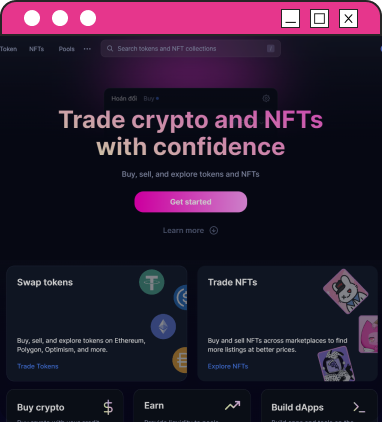 Token NFTs Pools ···
Search tokens and NFT collections /
Hoán đổi Buy
Trade crypto and NFTs
with confidence
Buy, sell, and explore tokens and NFTs
Get started
Learn more
Swap tokens
Buy, sell, and explore tokens on Ethereum,
Polygon, Optimism, and more.
Trade Tokens
Trade NFTs
Buy and sell NFTs across marketplaces to find
more listings at better prices.
Explore NFTs
Buy crypto
Earn
Build dApps